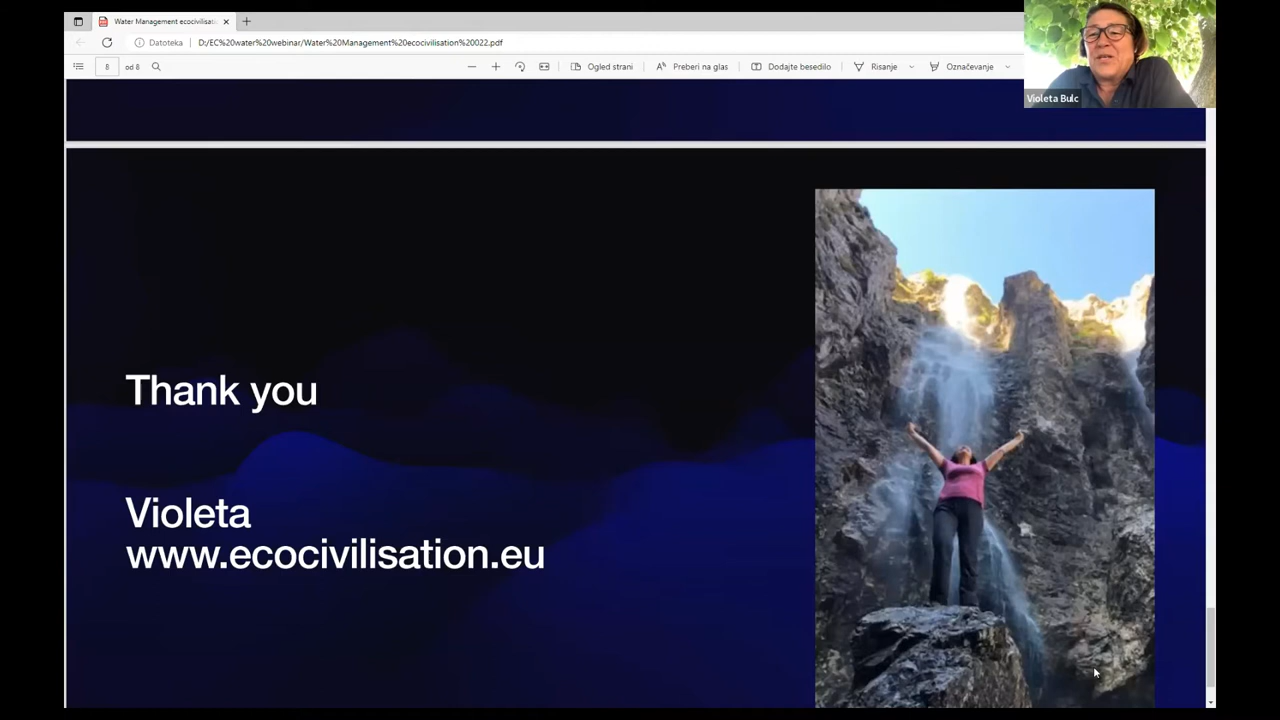 Water Management ecocivilisatio
Datoteka
D:/EC%20water%20webinar/Water%20Management%20ecocivilisation%20022.pdf
8
od 8
Ogled strani
Preberi na glas
Dodajte besedilo
Risanje
Označevanje
Violeta Bulc
Thank you
Violeta
www.ecocivilisation.eu